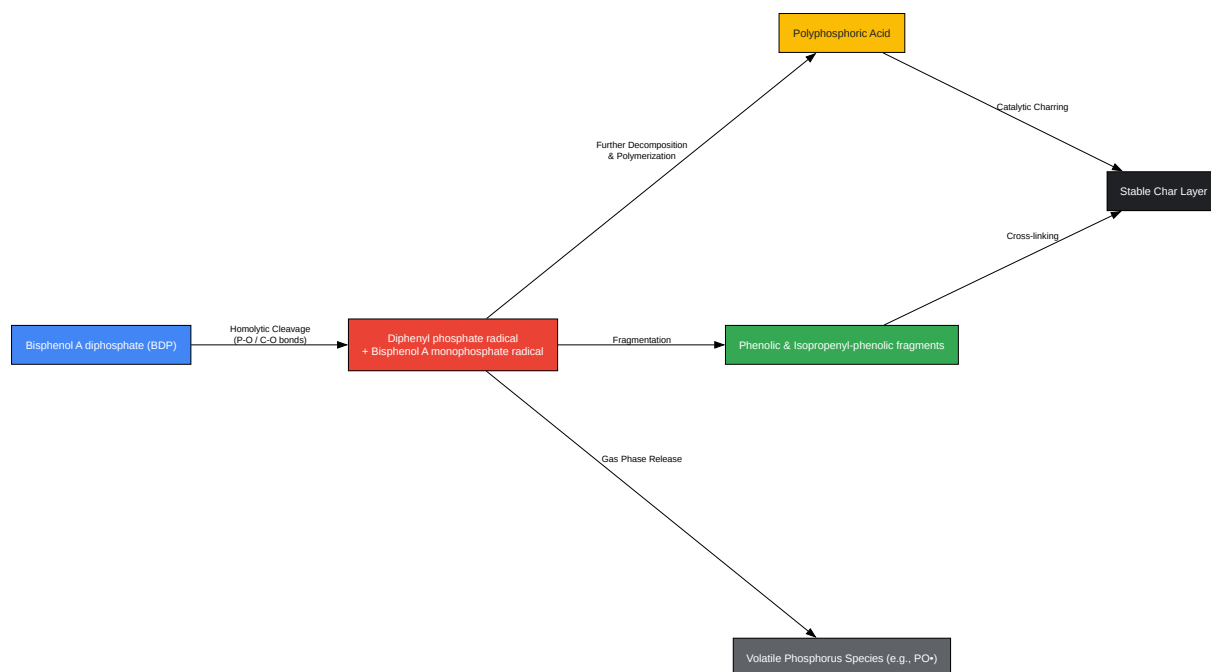 Polyphosphoric Acid
Catalytic Charring
Further Decomposition
& Polymerization
Stable Char Layer
Cross-linking
Bisphenol A diphosphate (BDP)
Homolytic Cleavage
(P-O / C-O bonds)
Diphenyl phosphate radical
+ Bisphenol A monophosphate radical
Fragmentation
Phenolic & Isopropenyl-phenolic fragments
Gas Phase Release
Volatile Phosphorus Species (e.g., PO•)